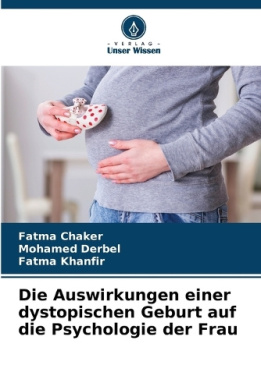 VERLAG
Unser Wissen
Fatma Chaker
Mohamed Derbel
Fatma Khanfir
Die Auswirkungen einer
dystopischen Geburt auf
die Psychologie der Frau